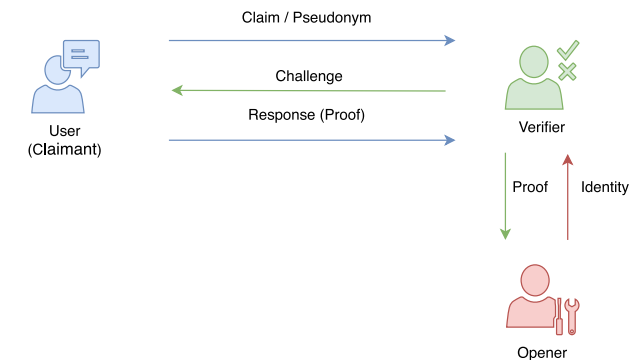 Claim / Pseudonym
Challenge
Response (Proof)
User
(Claimant)
Verifier
Proof
Identity
Opener